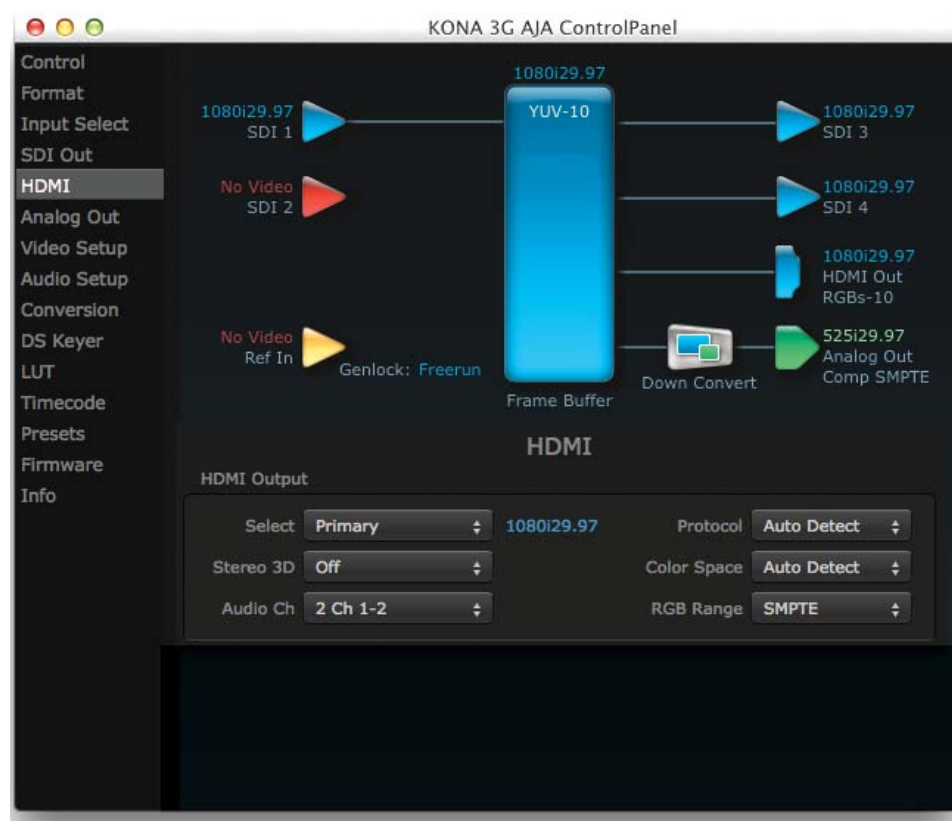 KONA 3G AJA ControlPanel
Control
Format
Input Select
SDI Out
HDMI
Analog Out
Video Setup
Audio Setup
Conversion
DS Keyer
LUT
Timecode
Presets
Firmware
Info
1080i29.97
YUV-10
Frame Buffer
1080i29.97
SDI 1
No Video
SDI 2
No Video
Ref In
Genlock: Freerun
1080i29.97
SDI 3
1080i29.97
SDI 4
1080i29.97
HDMI Out
RGBs-10
Down Convert
525i29.97
Analog Out
Comp SMPTE
HDMI
HDMI Output
Select Primary 1080i29.97 Protocol Auto Detect
Stereo 3D Off Color Space Auto Detect
Audio Ch 2 Ch 1-2 RGB Range SMPTE